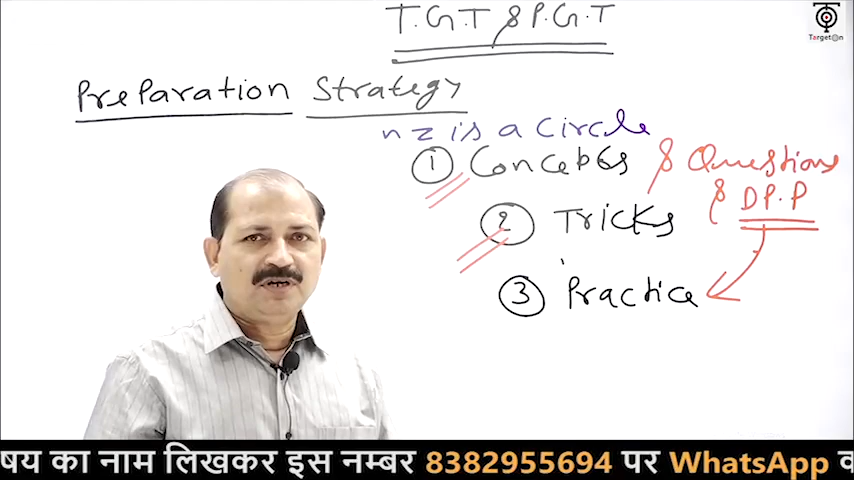 T.G.T & P.G.T
TargetOn
Preparation Strategy
n z is a circle
① Concepts & Questions
& D P.P
② Tricks
③ Practice
षय का नाम लिखकर इस नम्बर 8382955694 पर WhatsApp क